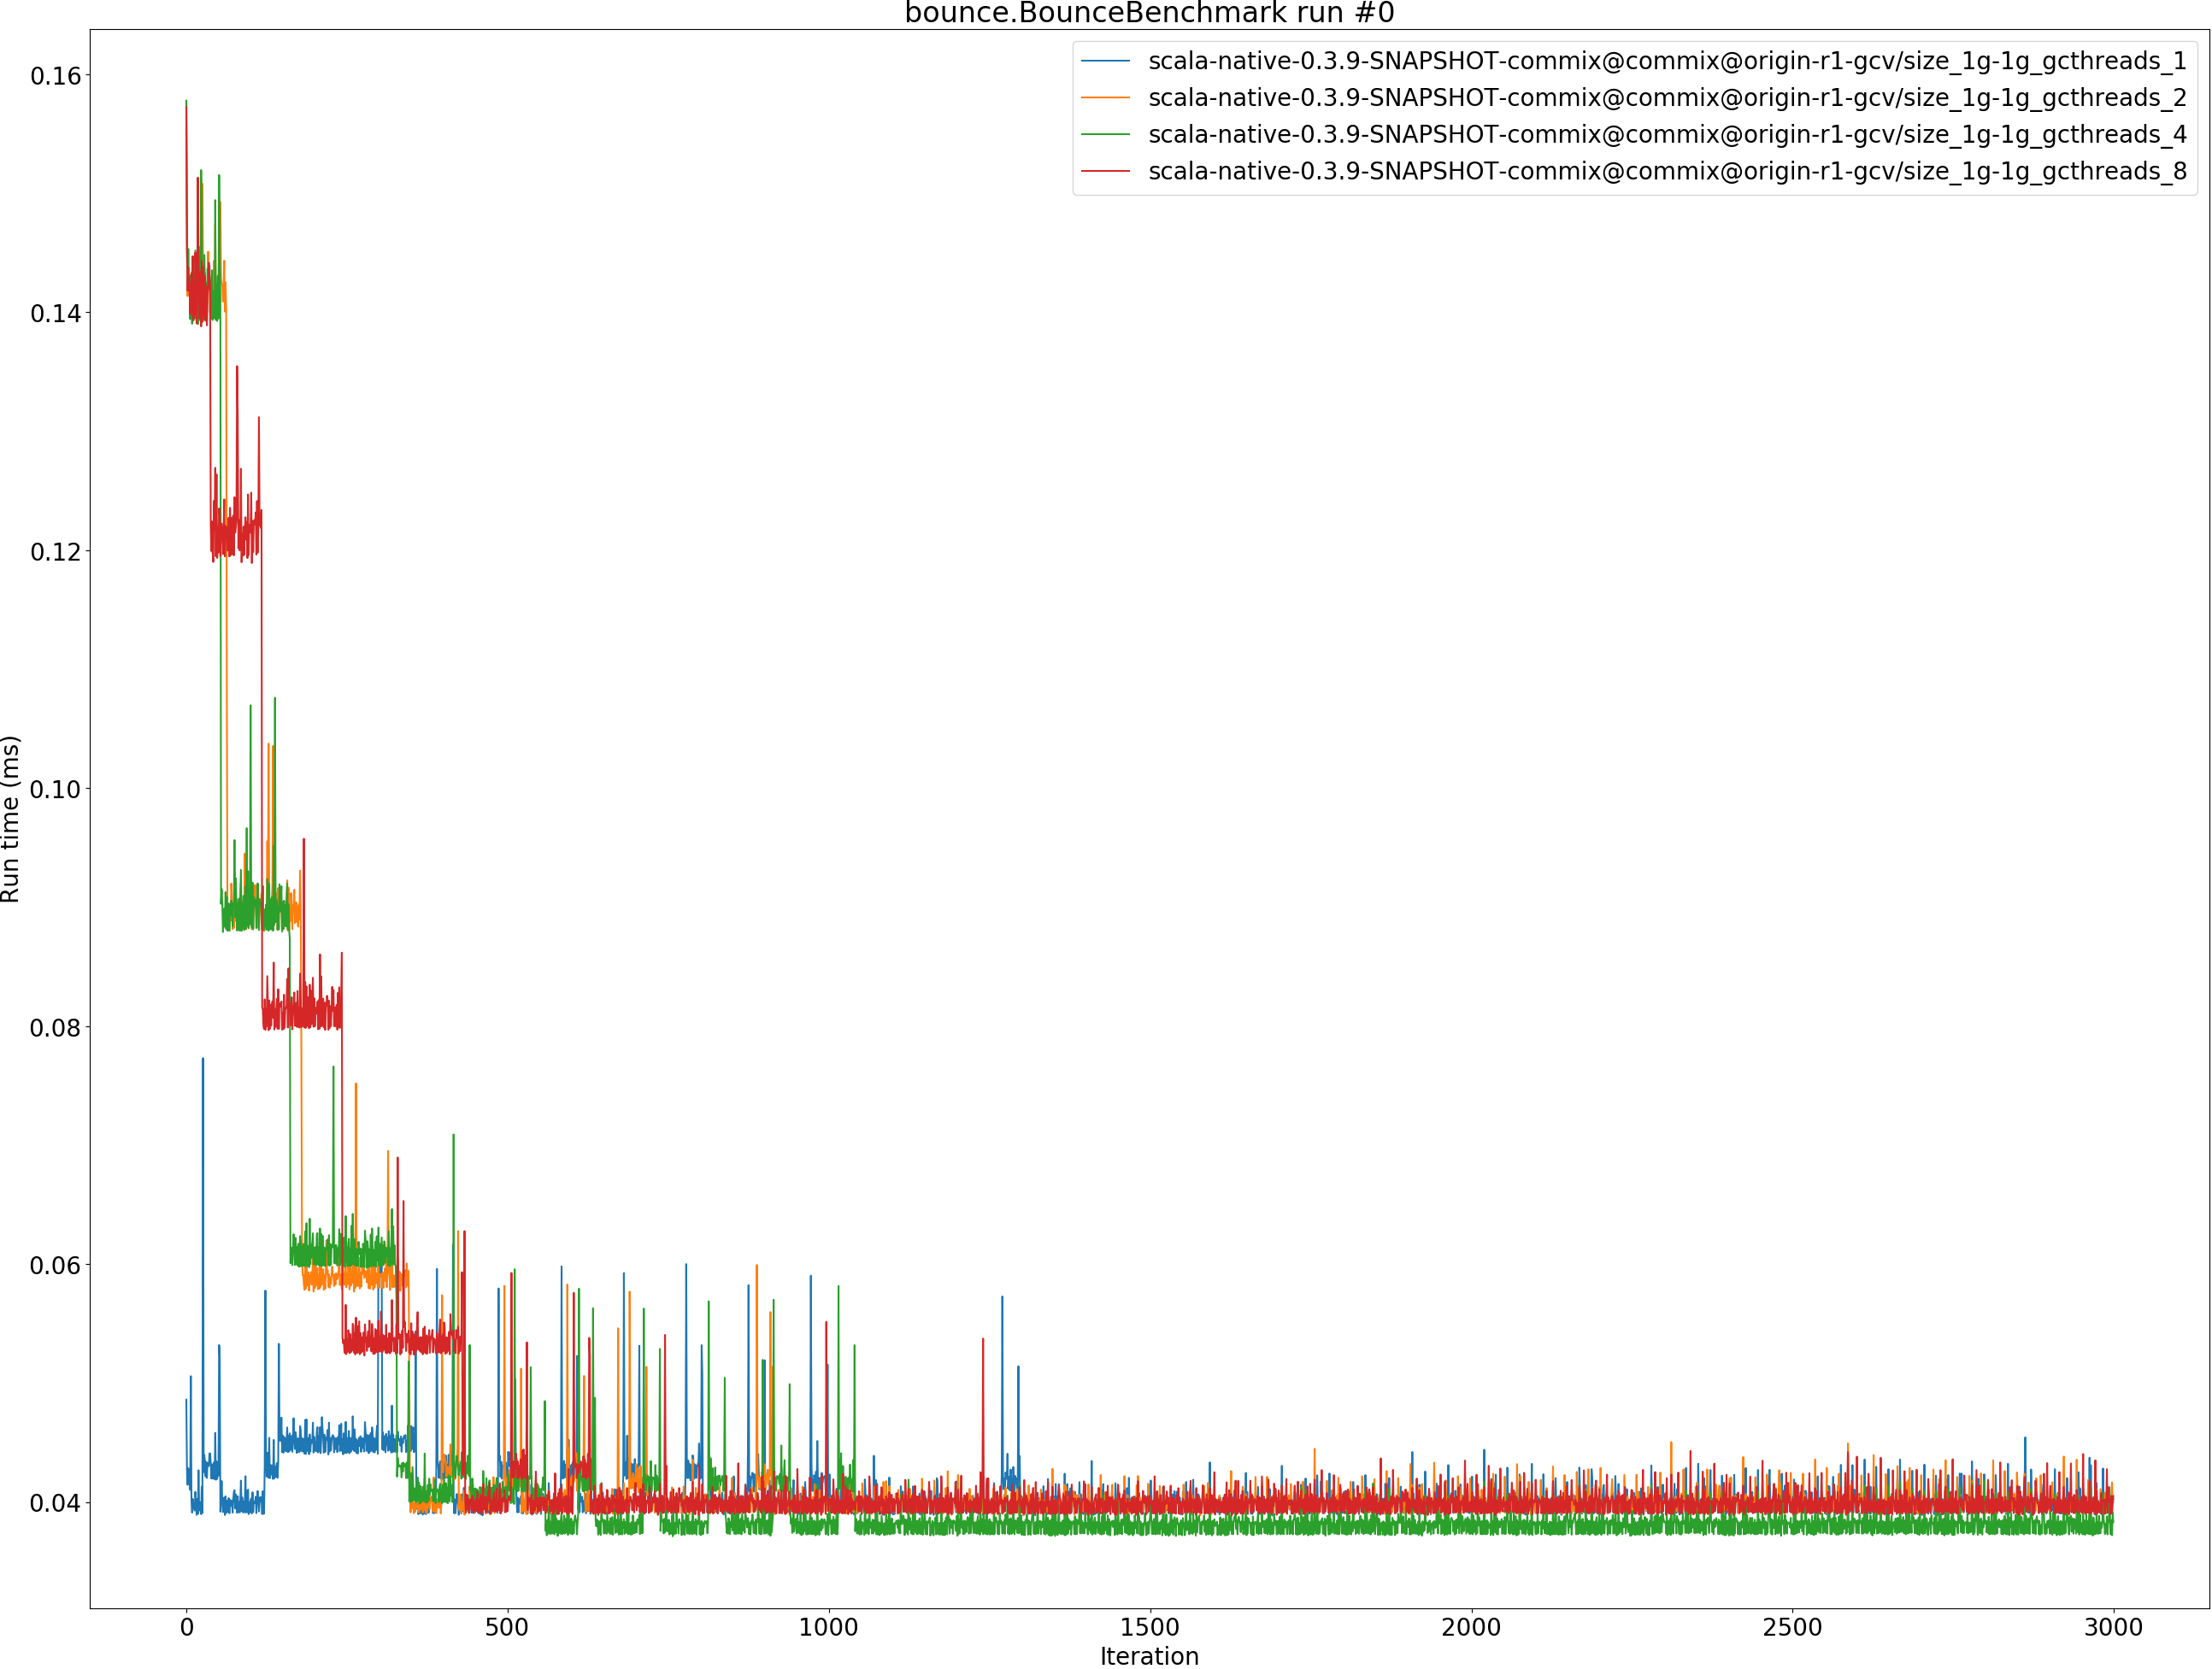 bounce.BounceBenchmark run #0
scala-native-0.3.9-SNAPSHOT-commix@commix@origin-r1-gcv/size_1g-1g_gcthreads_1
scala-native-0.3.9-SNAPSHOT-commix@commix@origin-r1-gcv/size_1g-1g_gcthreads_2
scala-native-0.3.9-SNAPSHOT-commix@commix@origin-r1-gcv/size_1g-1g_gcthreads_4
scala-native-0.3.9-SNAPSHOT-commix@commix@origin-r1-gcv/size_1g-1g_gcthreads_8
Run time (ms)
0.16
0.14
0.12
0.10
0.08
0.06
0.04
0 500 1000 1500 2000 2500 3000
Iteration